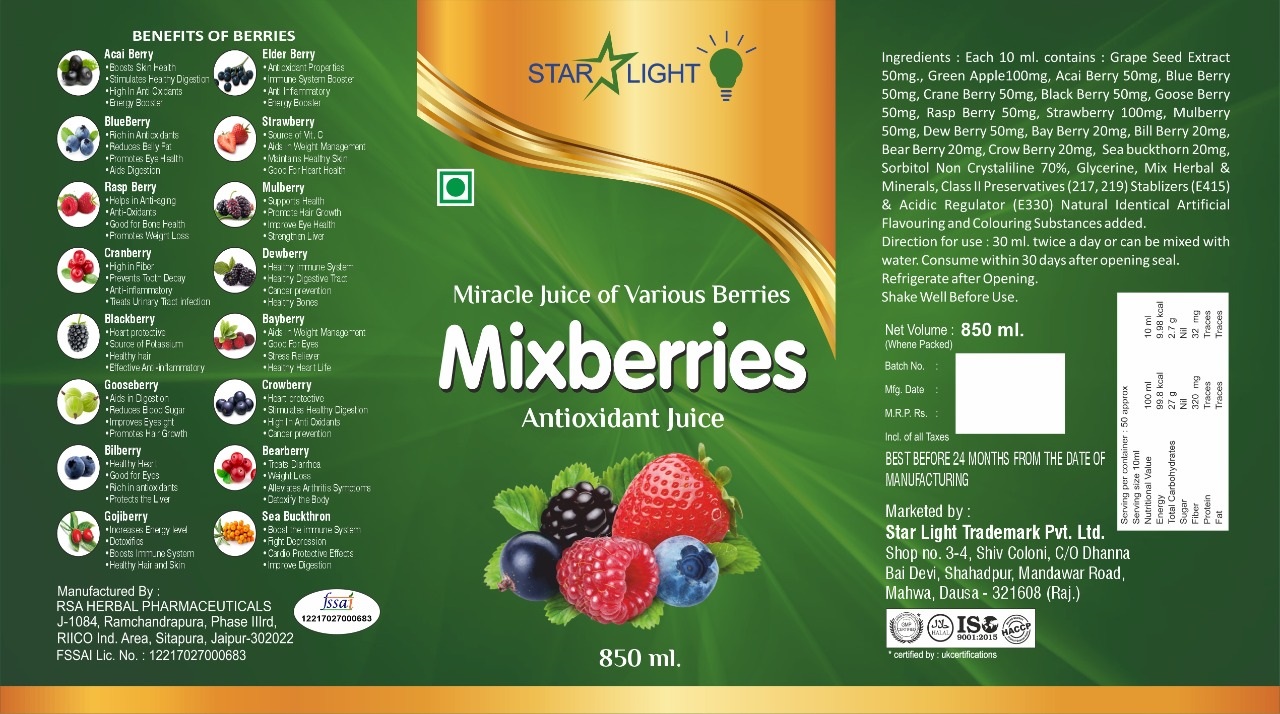 BENEFITS OF BERRIES
Acai Berry
• Boosts Skin Health
• Stimulates Healthy Digestion
• High In Anti Oxidants
• Energy Booster
BlueBerry
• Rich in Antioxidants
• Reduces Belly Fat
• Promotes Eye Health
• Aids Digestion
Rasp Berry
• Helps in Anti-aging
• Anti-Oxidants
• Good for Bone Health
• Promotes Weight Loss
Cranberry
• High in Fiber
• Prevents Tooth Decay
• Anti-inflammatory
• Treats Urinary Tract infection
Blackberry
• Heart protective
• Source of Potassium
• Healthy hair
• Effective Anti-inflammatory
Gooseberry
• Aids in Digestion
• Reduces Blood Sugar
• Improves Eyesight
• Promotes Hair Growth
Bilberry
• Healthy Heart
• Good for Eyes
• Rich in antioxidants
• Protects the Liver
Gojiberry
• Increases Energy level
• Detoxifies
• Boosts Immune System
• Healthy Hair and Skin
Elder Berry
• Antioxidant Properties
• Immune System Booster
• Anti Inflammatory
• Energy Booster
Strawberry
• Source of Vit. C
• Aids in Weight Management
• Maintains Healthy Skin
• Good For Heart Health
Mulberry
• Supports Health
• Promote Hair Growth
• Improve Eye Health
• Strengthen Liver
Dewberry
• Healthy Immune System
• Healthy Digestive Tract
• Cancer prevention
• Healthy Bones
Bayberry
• Aids in Weight Management
• Good For Eyes
• Stress Reliever
• Healthy Heart Life
Crowberry
• Heart protective
• Stimulates Healthy Digestion
• High In Anti Oxidants
• Cancer prevention
Bearberry
• Treats Diarrhea
• Weight Loss
• Alleviates Arthritis Symptoms
• Detoxify the Body
Sea Buckthron
• Boost the immune System
• Fight Depression
• Cardio Protective Effects
• Improve Digestion
Manufactured By :
RSA HERBAL PHARMACEUTICALS
J-1084, Ramchandrapura, Phase IIIrd,
RIICO Ind. Area, Sitapura, Jaipur-302022
FSSAI Lic. No. : 12217027000683
fssai
12217027000683
STAR LIGHT
Miracle Juice of Various Berries
Mixberries
Antioxidant Juice
850 ml.
Ingredients : Each 10 ml. contains : Grape Seed Extract
50mg., Green Apple100mg, Acai Berry 50mg, Blue Berry
50mg, Crane Berry 50mg, Black Berry 50mg, Goose Berry
50mg, Rasp Berry 50mg, Strawberry 100mg, Mulberry
50mg, Dew Berry 50mg, Bay Berry 20mg, Bill Berry 20mg,
Bear Berry 20mg, Crow Berry 20mg, Sea buckthorn 20mg,
Sorbitol Non Crystaliline 70%, Glycerine, Mix Herbal &
Minerals, Class II Preservatives (217, 219) Stablizers (E415)
& Acidic Regulator (E330) Natural Identical Artificial
Flavouring and Colouring Substances added.
Direction for use : 30 ml. twice a day or can be mixed with
water. Consume within 30 days after opening seal.
Refrigerate after Opening.
Shake Well Before Use.
Net Volume : 850 ml.
(Whene Packed)
Batch No. :
Mfg. Date :
M.R.P. Rs. :
Incl. of all Taxes
BEST BEFORE 24 MONTHS FROM THE DATE OF
MANUFACTURING
Marketed by :
Star Light Trademark Pvt. Ltd.
Shop no. 3-4, Shiv Coloni, C/O Dhanna
Bai Devi, Shahadpur, Mandawar Road,
Mahwa, Dausa - 321608 (Raj.)
Serving per container : 50 approx
Serving size 10ml
Nutritional Value 100 ml 10 ml
Energy 99.8 kcal 9.98 kcal
Total Carbohydrates 27 g 2.7 g
Sugar Nil Nil
Fiber 320 mg 32 mg
Protein Traces Traces
Fat Traces Traces
GMP CERTIFIED
HALAL
ISO
9001:2015
HACCP
* certified by : ukcertifications